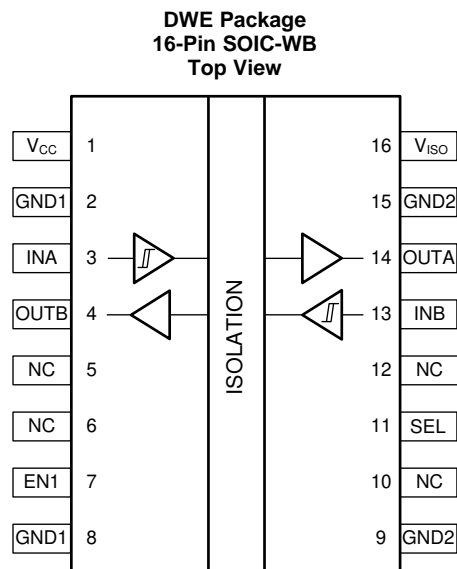 DWE Package
16-Pin SOIC-WB
Top View
VCC 1 16 VISO
GND1 2 15 GND2
INA 3 14 OUTA
OUTB 4 13 INB
NC 5 12 NC
NC 6 11 SEL
EN1 7 10 NC
GND1 8 9 GND2
ISOLATION